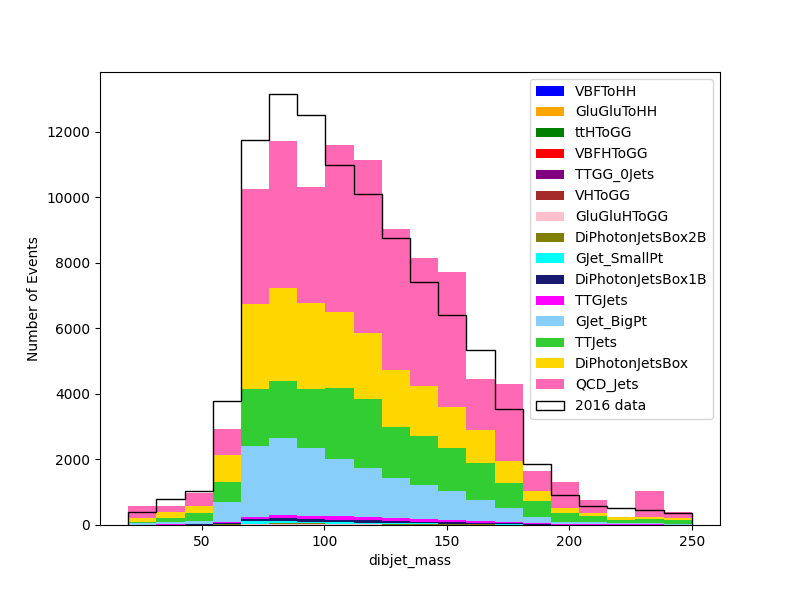 VBFToHH
GluGluToHH
ttHToGG
VBFHToGG
TTGG_0Jets
VHToGG
GluGluHToGG
DiPhotonJetsBox2B
GJet_SmallPt
DiPhotonJetsBox1B
TTGJets
GJet_BigPt
TTJets
DiPhotonJetsBox
QCD_Jets
2016 data
Number of Events
12000
10000
8000
6000
4000
2000
0
50 100 150 200 250
dibjet_mass